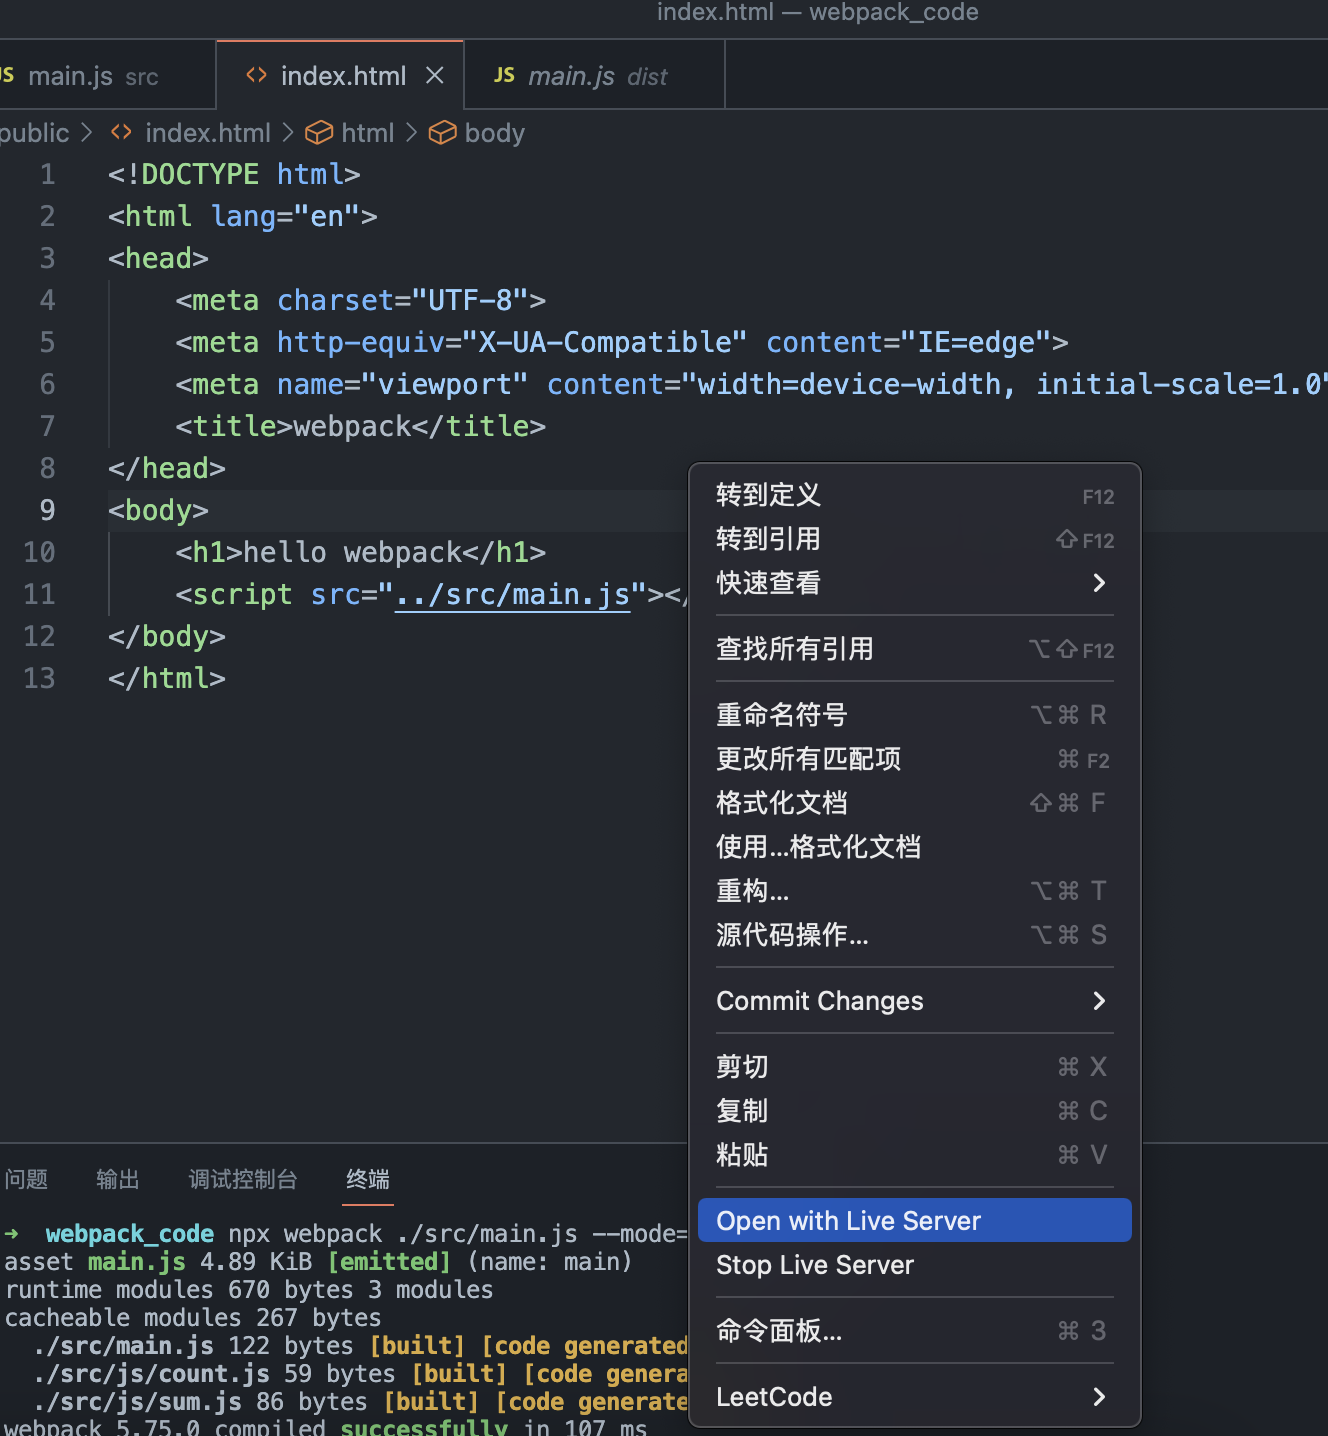 index.html — webpack_code
JS main.js src
<> index.html ×
JS main.js dist
public > <> index.html > html > body
1 <!DOCTYPE html>
2 <html lang="en">
3 <head>
4 <meta charset="UTF-8">
5 <meta http-equiv="X-UA-Compatible" content="IE=edge">
6 <meta name="viewport" content="width=device-width, initial-scale=1.0"
7 <title>webpack</title>
8 </head>
9 <body>
10 <h1>hello webpack</h1>
11 <script src="../src/main.js"></
12 </body>
13 </html>
转到定义 F12
转到引用 ⇧F12
快速查看 >
查找所有引用 ⌥⇧F12
重命名符号 ⌥⌘ R
更改所有匹配项 ⌘ F2
格式化文档 ⇧⌘ F
使用...格式化文档
重构... ⌥⌘ T
源代码操作... ⌥⌘ S
Commit Changes >
剪切 ⌘ X
复制 ⌘ C
粘贴 ⌘ V
Open with Live Server
Stop Live Server
命令面板... ⌘ 3
LeetCode >
问题 输出 调试控制台 终端
➜ webpack_code npx webpack ./src/main.js --mode=
asset main.js 4.89 KiB [emitted] (name: main)
runtime modules 670 bytes 3 modules
cacheable modules 267 bytes
./src/main.js 122 bytes [built] [code generated
./src/js/count.js 59 bytes [built] [code genera
./src/js/sum.js 86 bytes [built] [code generate
webpack 5.75.0 compiled successfully in 107 ms